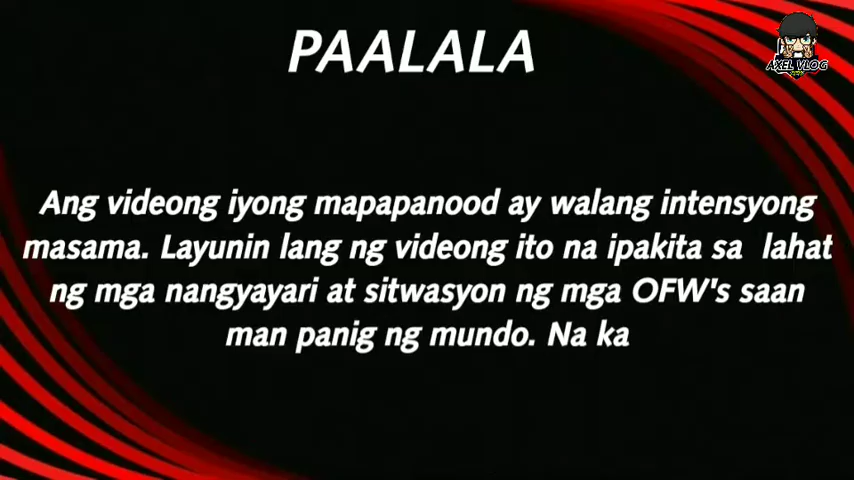 PAALALA
AXEL VLOG
Ang videong iyong mapapanood ay walang intensyong
masama. Layunin lang ng videong ito na ipakita sa lahat
ng mga nangyayari at sitwasyon ng mga OFW's saan
man panig ng mundo. Na ka